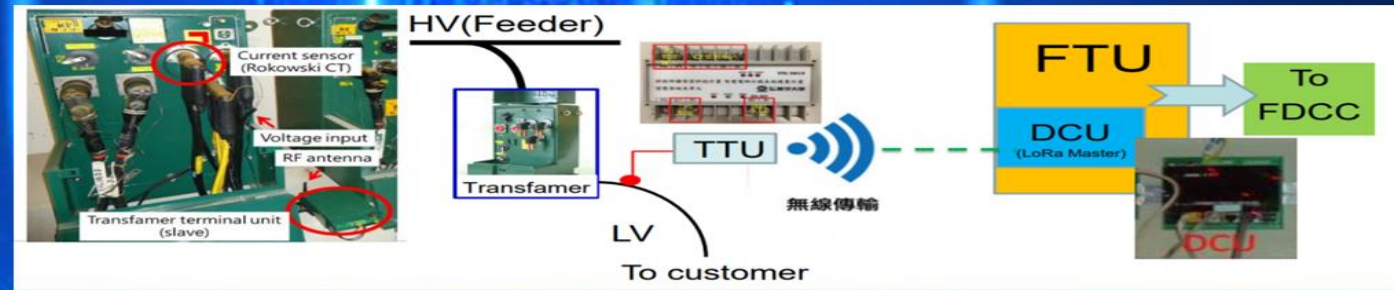 Current sensor
(Rokowski CT)
Voltage input
RF antenna
Transfamer terminal unit
(slave)
HV(Feeder)
Transfamer
TTU
無線傳輸
LV
To customer
FTU
DCU
(LoRa Master)
DCU
To
FDCC